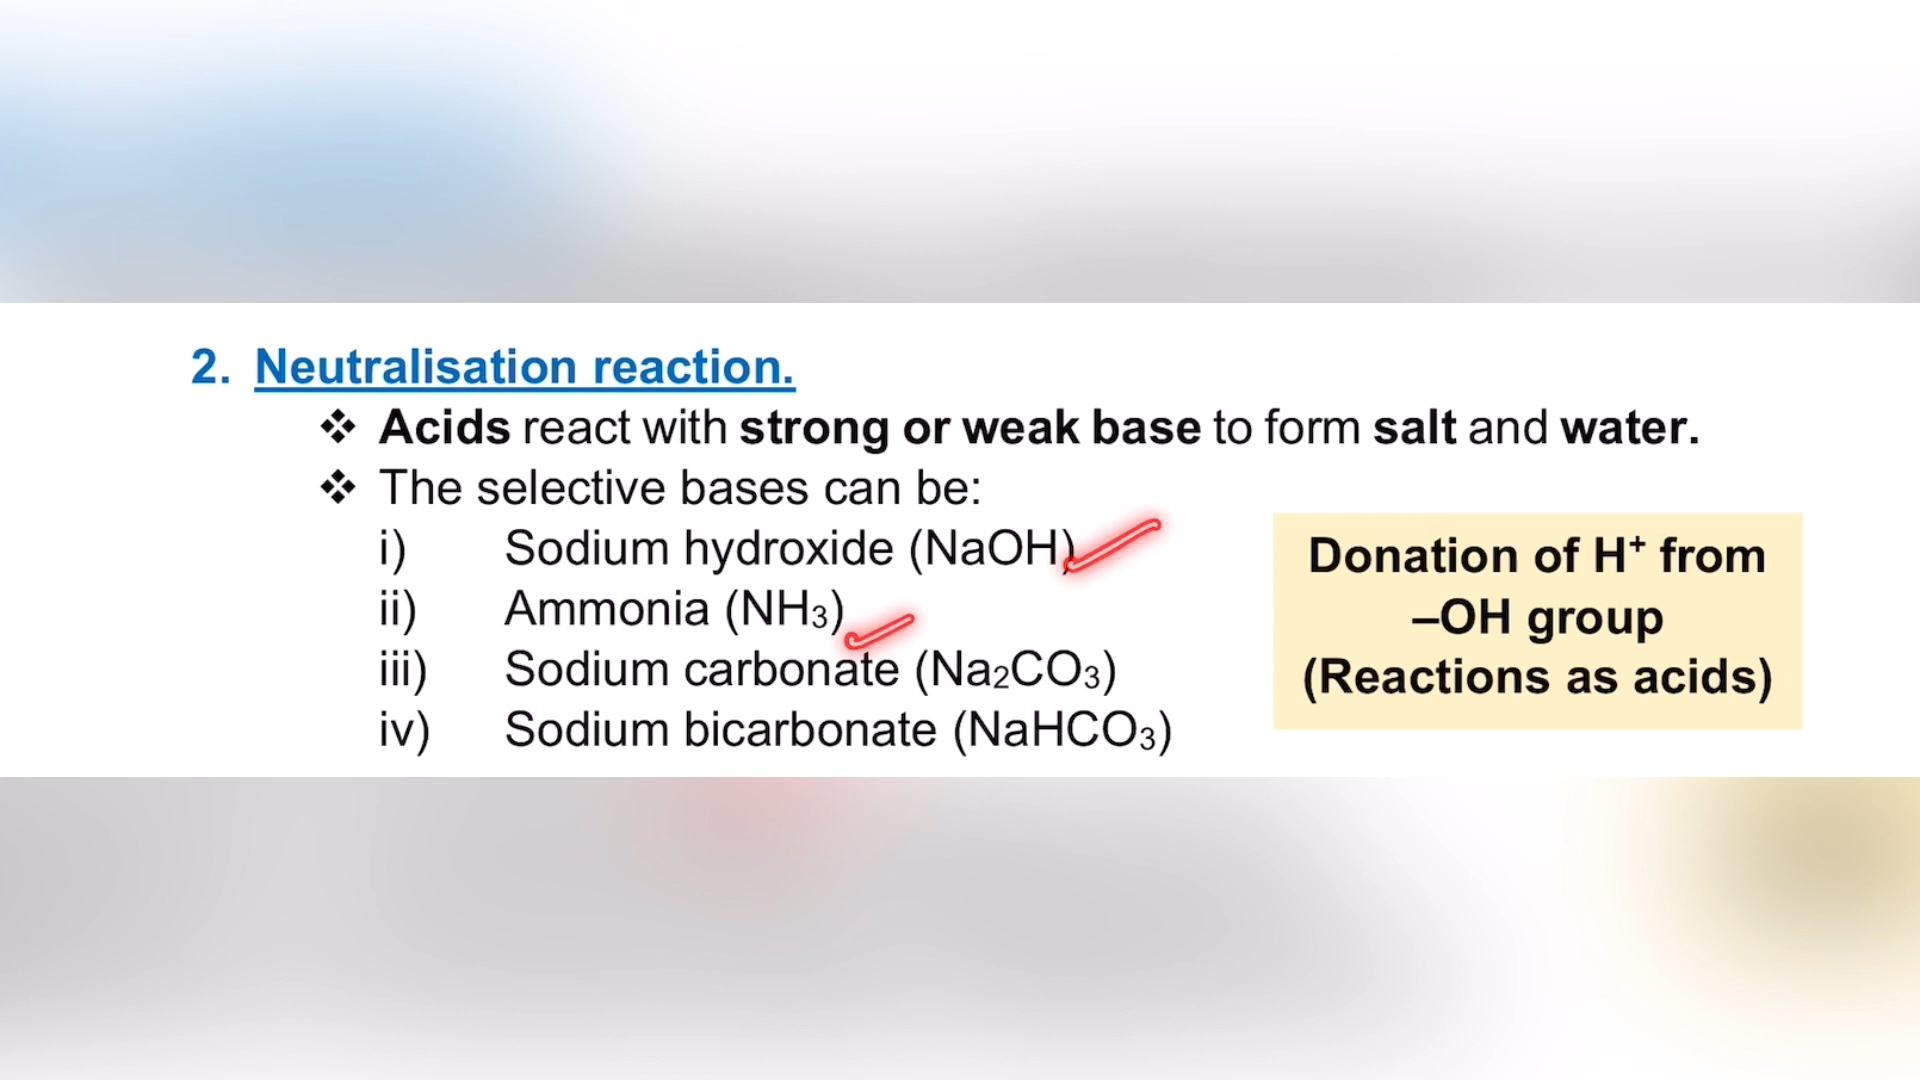 2. Neutralisation reaction.
❖ Acids react with strong or weak base to form salt and water.
❖ The selective bases can be:
i) Sodium hydroxide (NaOH)
ii) Ammonia (NH₃)
iii) Sodium carbonate (Na₂CO₃)
iv) Sodium bicarbonate (NaHCO₃)
Donation of H⁺ from
–OH group
(Reactions as acids)